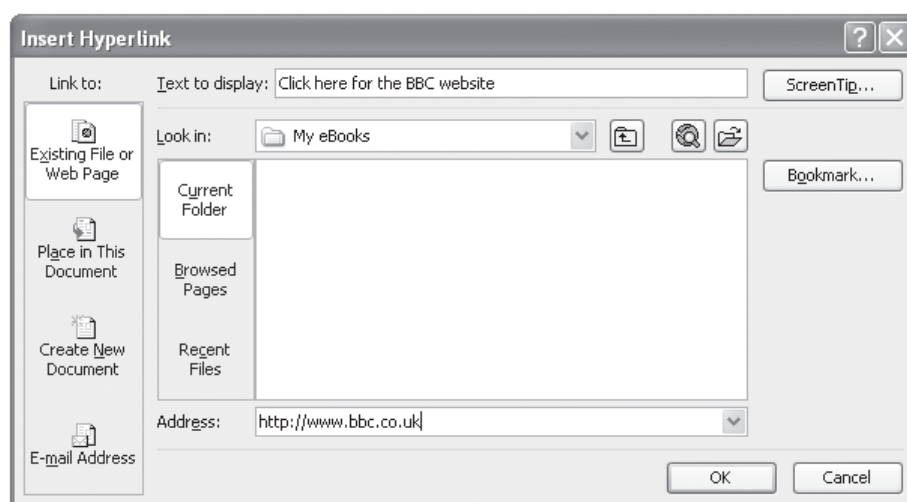 Insert Hyperlink
Link to:
Text to display: Click here for the BBC website
ScreenTip...
Existing File or
Web Page
Look in: My eBooks
Bookmark...
Current
Folder
Place in This
Document
Browsed
Pages
Create New
Document
Recent
Files
Address: http://www.bbc.co.uk
E-mail Address
OK
Cancel